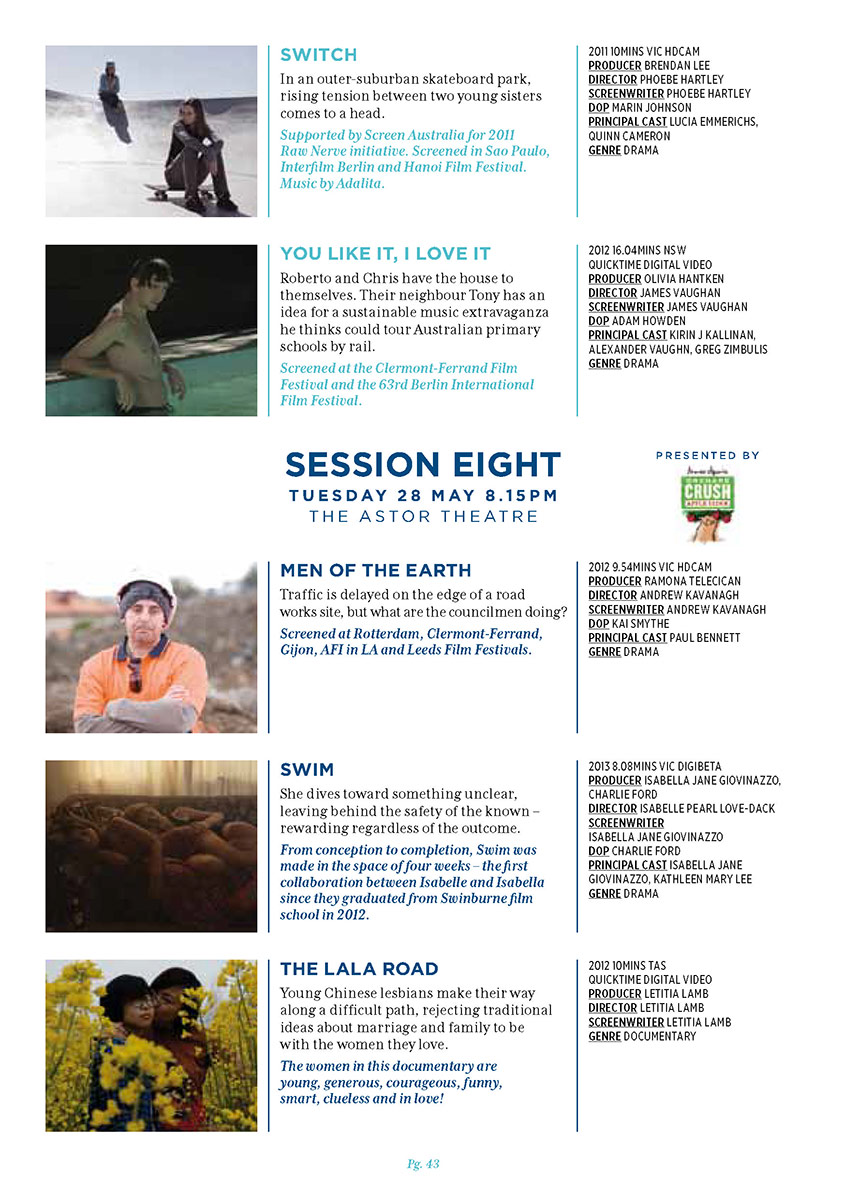 SWITCH
In an outer-suburban skateboard park,
rising tension between two young sisters
comes to a head.
Supported by Screen Australia for 2011
Raw Nerve initiative. Screened in Sao Paulo,
Interfilm Berlin and Hanoi Film Festival.
Music by Adalita.
2011 10MINS VIC HDCAM
PRODUCER BRENDAN LEE
DIRECTOR PHOEBE HARTLEY
SCREENWRITER PHOEBE HARTLEY
DOP MARIN JOHNSON
PRINCIPAL CAST LUCIA EMMERICHS,
QUINN CAMERON
GENRE DRAMA
YOU LIKE IT, I LOVE IT
Roberto and Chris have the house to
themselves. Their neighbour Tony has an
idea for a sustainable music extravaganza
he thinks could tour Australian primary
schools by rail.
Screened at the Clermont-Ferrand Film
Festival and the 63rd Berlin International
Film Festival.
2012 16.04MINS NSW
QUICKTIME DIGITAL VIDEO
PRODUCER OLIVIA HANTKEN
DIRECTOR JAMES VAUGHAN
SCREENWRITER JAMES VAUGHAN
DOP ADAM HOWDEN
PRINCIPAL CAST KIRIN J KALLINAN,
ALEXANDER VAUGHN, GREG ZIMBULIS
GENRE DRAMA
SESSION EIGHT
TUESDAY 28 MAY 8.15PM
THE ASTOR THEATRE
PRESENTED BY
ORCHARD
CRUSH
APPLE CIDER
MEN OF THE EARTH
Traffic is delayed on the edge of a road
works site, but what are the councilmen doing?
Screened at Rotterdam, Clermont-Ferrand,
Gijon, AFI in LA and Leeds Film Festivals.
2012 9.54MINS VIC HDCAM
PRODUCER RAMONA TELECICAN
DIRECTOR ANDREW KAVANAGH
SCREENWRITER ANDREW KAVANAGH
DOP KAI SMYTHE
PRINCIPAL CAST PAUL BENNETT
GENRE DRAMA
SWIM
She dives toward something unclear,
leaving behind the safety of the known –
rewarding regardless of the outcome.
From conception to completion, Swim was
made in the space of four weeks – the first
collaboration between Isabelle and Isabella
since they graduated from Swinburne film
school in 2012.
2013 8.08MINS VIC DIGIBETA
PRODUCER ISABELLA JANE GIOVINAZZO,
CHARLIE FORD
DIRECTOR ISABELLE PEARL LOVE-DACK
SCREENWRITER
ISABELLA JANE GIOVINAZZO
DOP CHARLIE FORD
PRINCIPAL CAST ISABELLA JANE
GIOVINAZZO, KATHLEEN MARY LEE
GENRE DRAMA
THE LALA ROAD
Young Chinese lesbians make their way
along a difficult path, rejecting traditional
ideas about marriage and family to be
with the women they love.
The women in this documentary are
young, generous, courageous, funny,
smart, clueless and in love!
2012 10MINS TAS
QUICKTIME DIGITAL VIDEO
PRODUCER LETITIA LAMB
DIRECTOR LETITIA LAMB
SCREENWRITER LETITIA LAMB
GENRE DOCUMENTARY
Pg. 43